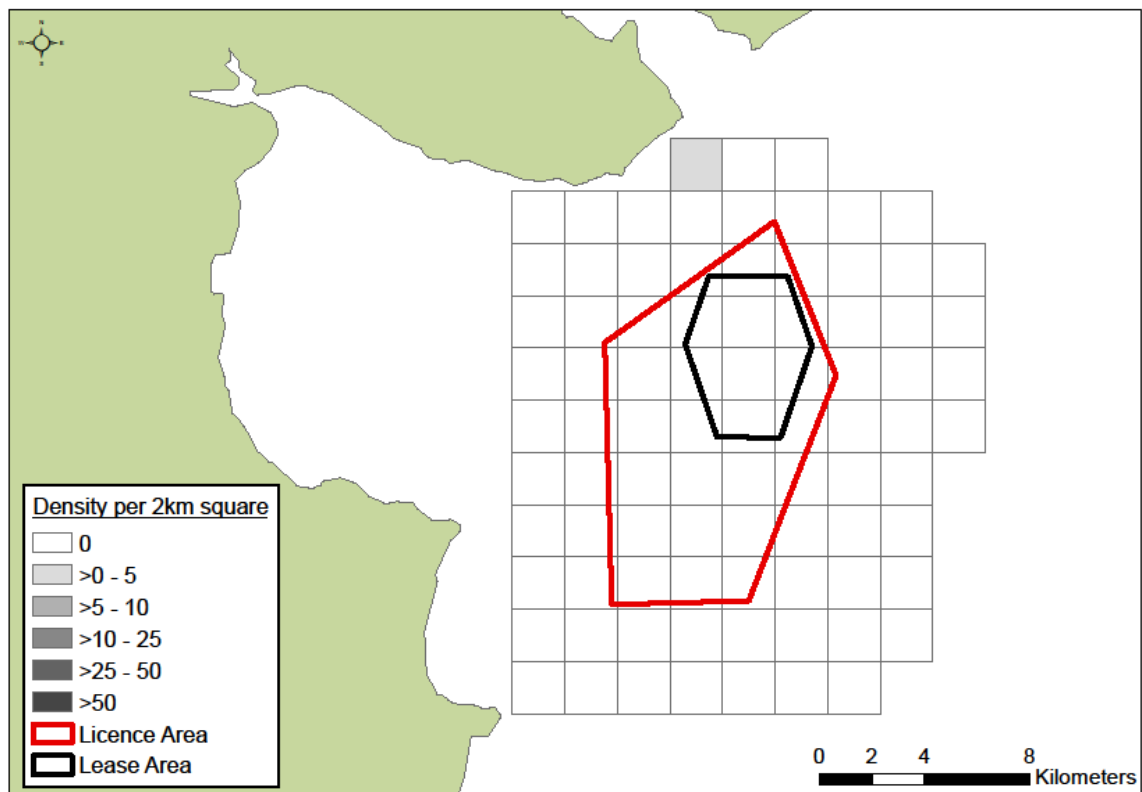 N
W
E
S
Density per 2km square
0
>0 - 5
>5 - 10
>10 - 25
>25 - 50
>50
Licence Area
Lease Area
0 2 4 8
Kilometers